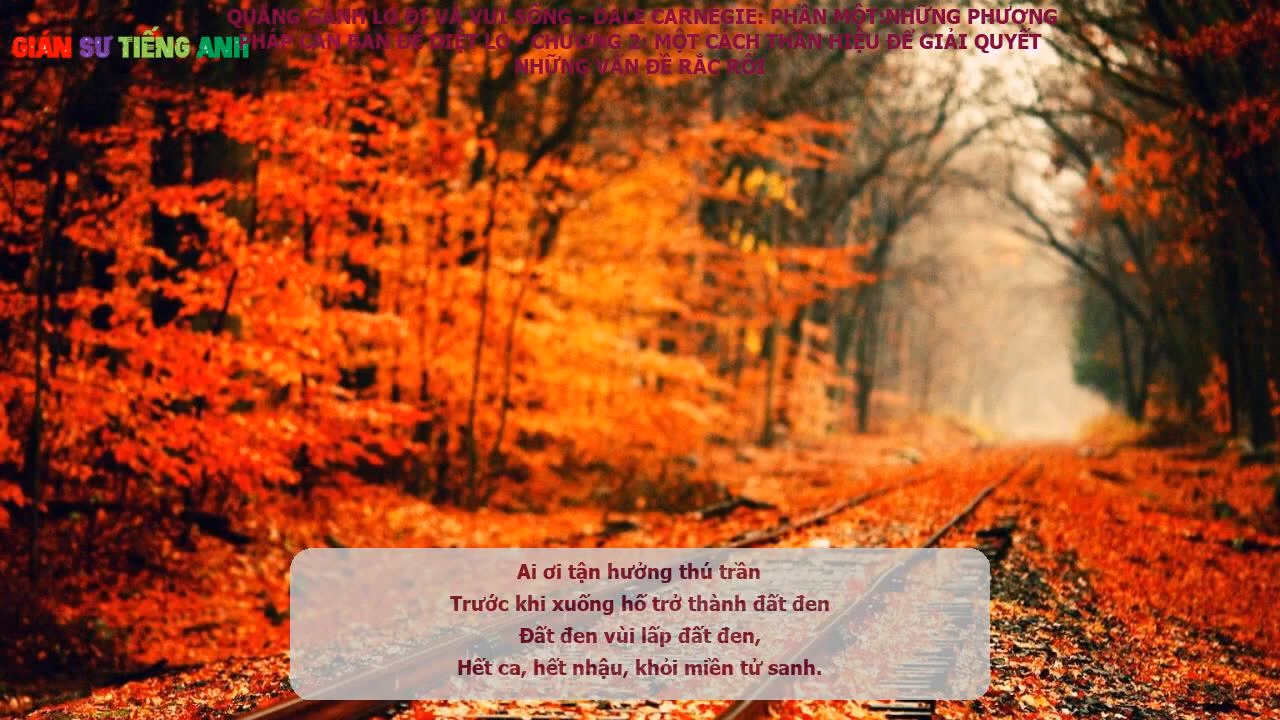 QUẲNG GÁNH LO ĐI VÀ VUI SỐNG - DALE CARNEGIE: PHẦN MỘT:NHỮNG PHƯƠNG
GIÁN SƯ TIẾNG ANH
PHÁP CĂN BẢN ĐỂ DIỆT LO - CHƯƠNG 2: MỘT CÁCH THẦN HIỆU ĐỂ GIẢI QUYẾT
NHỮNG VẤN ĐỀ RẮC RỐI
Ai ơi tận hưởng thú trần
Trước khi xuống hố trở thành đất đen
Đất đen vùi lấp đất đen,
Hết ca, hết nhậu, khỏi miền tử sanh.